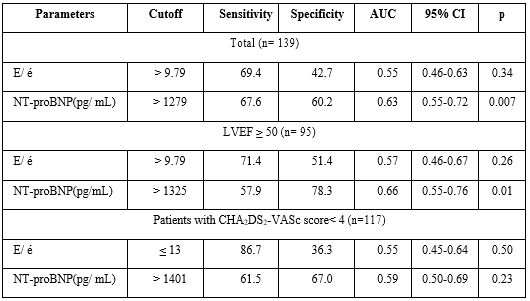 Parameters Cutoff Sensitivity Specificity AUC 95% CI p
Total (n= 139)
E/ é > 9.79 69.4 42.7 0.55 0.46-0.63 0.34
NT-proBNP(pg/ mL) > 1279 67.6 60.2 0.63 0.55-0.72 0.007
LVEF ≥ 50 (n= 95)
E/ é > 9.79 71.4 51.4 0.57 0.46-0.67 0.26
NT-proBNP(pg/mL) > 1325 57.9 78.3 0.66 0.55-0.76 0.01
Patients with CHA₂DS₂-VASc score< 4 (n=117)
E/ é ≤ 13 86.7 36.3 0.55 0.45-0.64 0.50
NT-proBNP(pg/ mL) > 1401 61.5 67.0 0.59 0.50-0.69 0.23